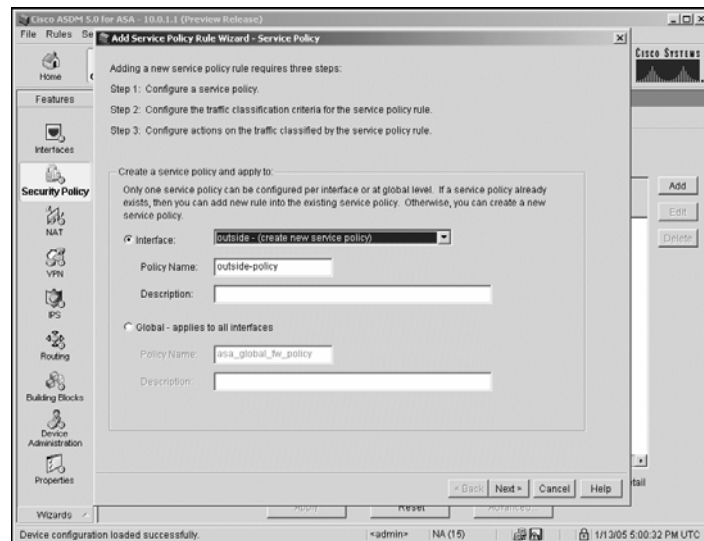 Cisco ASDM 5.0 for ASA - 10.0.1.1 (Preview Release)
File Rules Se
Add Service Policy Rule Wizard - Service Policy
Home
CISCO SYSTEMS
Features
Interfaces
Security Policy
NAT
VPN
IPS
Routing
Building Blocks
Device
Administration
Properties
Wizards
Adding a new service policy rule requires three steps:
Step 1: Configure a service policy.
Step 2: Configure the traffic classification criteria for the service policy rule.
Step 3: Configure actions on the traffic classified by the service policy rule.
Create a service policy and apply to:
Only one service policy can be configured per interface or at global level. If a service policy already
exists, then you can add new rule into the existing service policy. Otherwise, you can create a new
service policy.
Interface: outside - (create new service policy)
Policy Name: outside-policy
Description:
Global - applies to all interfaces
Policy Name: asa_global_fw_policy
Description:
< Back Next > Cancel Help
Add
Edit
Delete
tail
Apply Reset Advanced...
Device configuration loaded successfully. <admin> NA (15) 1/13/05 5:00:32 PM UTC